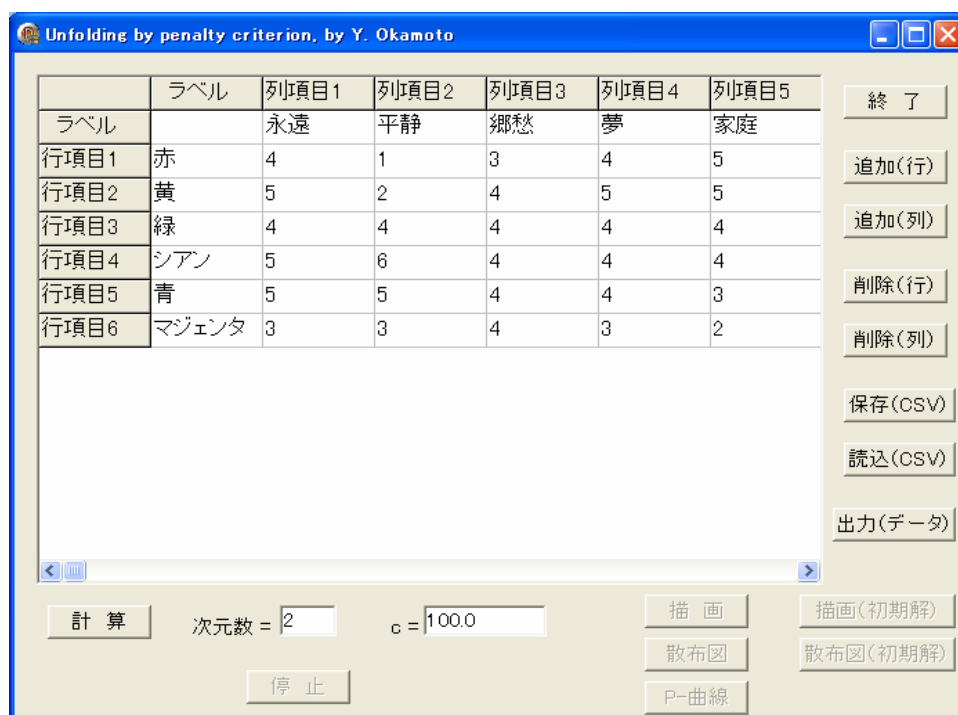 Unfolding by penalty criterion, by Y. Okamoto
ラベル 列項目1 列項目2 列項目3 列項目4 列項目5
ラベル 永遠 平静 郷愁 夢 家庭
行項目1 赤 4 1 3 4 5
行項目2 黄 5 2 4 5 5
行項目3 緑 4 4 4 4 4
行項目4 シアン 5 6 4 4 4
行項目5 青 5 5 4 4 3
行項目6 マジェンタ 3 3 4 3 2
終 了
追加(行)
追加(列)
削除(行)
削除(列)
保存(CSV)
読込(CSV)
出力(データ)
計 算 次元数 = 2 c = 100.0
描 画 描画(初期解)
散布図 散布図(初期解)
停 止
P-曲線